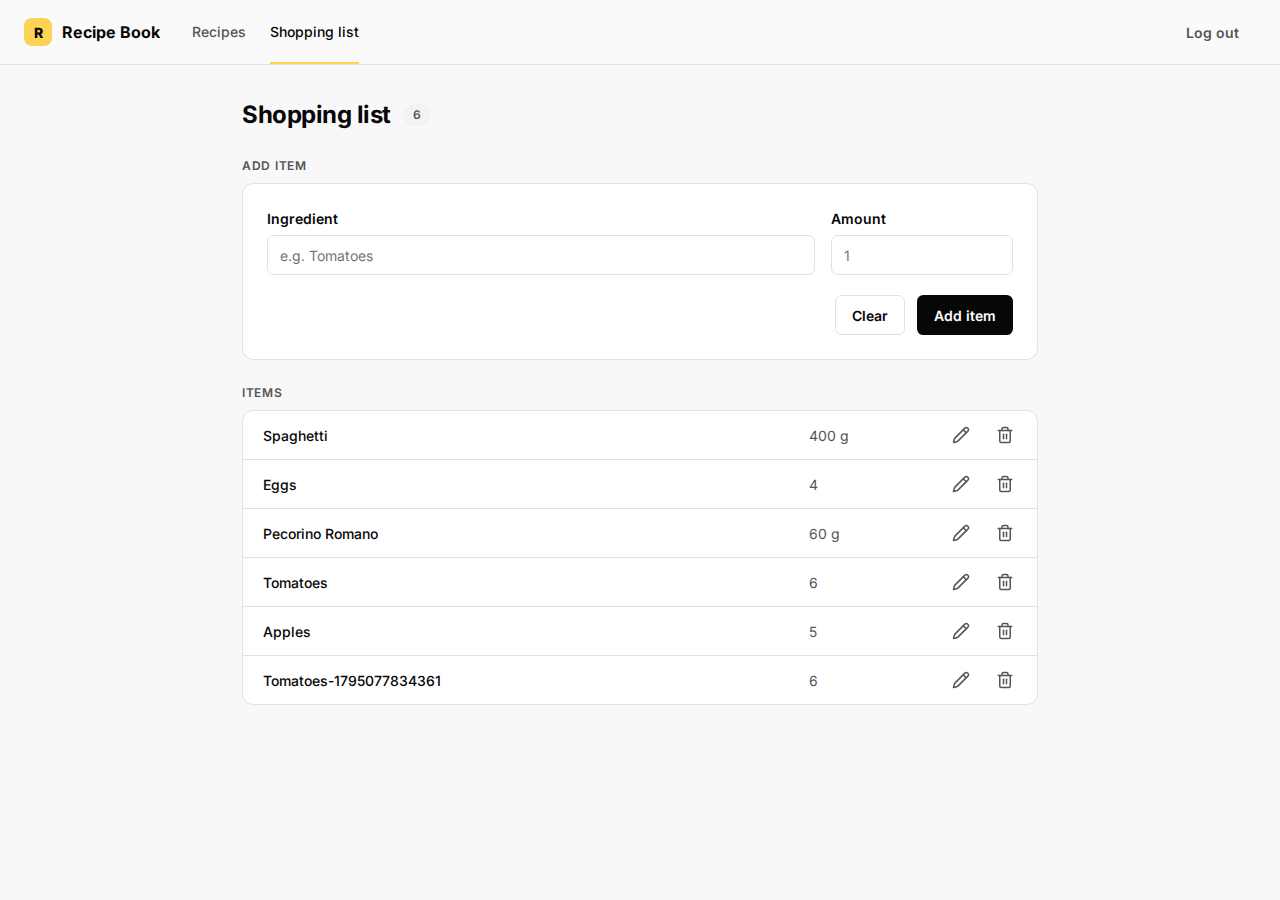 R Recipe Book Recipes Shopping list Log out
Shopping list 6
ADD ITEM
Ingredient Amount
e.g. Tomatoes 1
Clear Add item
ITEMS
Spaghetti 400 g
Eggs 4
Pecorino Romano 60 g
Tomatoes 6
Apples 5
Tomatoes-1795077834361 6